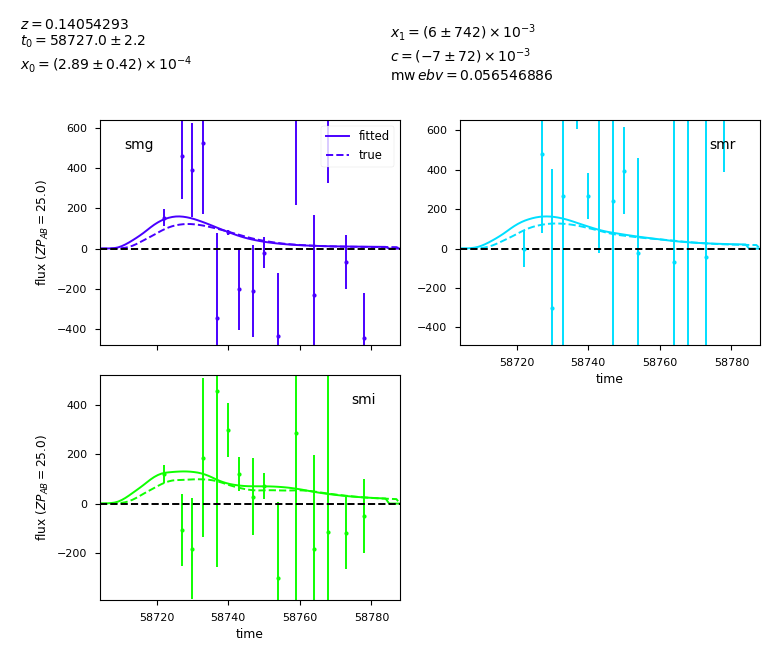 z = 0.14054293
t₀ = 58727.0 ± 2.2
x₀ = (2.89 ± 0.42) × 10⁻⁴
x₁ = (6 ± 742) × 10⁻³
c = (−7 ± 72) × 10⁻³
mw ebv = 0.056546886
smg
fitted
true
600
400
200
0
−200
−400
flux (ZP_AB = 25.0)
smr
600
400
200
0
−200
−400
58720 58740 58760 58780
time
smi
400
200
0
−200
flux (ZP_AB = 25.0)
58720 58740 58760 58780
time